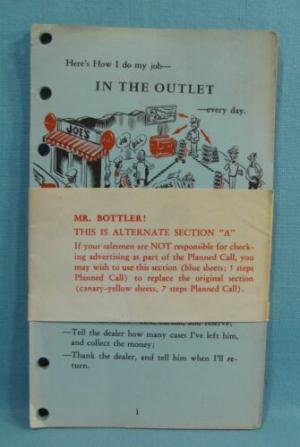 Here's How I do my job—
IN THE OUTLET
—every day.
JOE'S
MR. BOTTLER!
THIS IS ALTERNATE SECTION "A"
If your salesmen are NOT responsible for check-
ing advertising as part of the Planned Call, you
may wish to use this section (blue sheets; 1 steps
Planned Call) to replace the original section
(canary-yellow sheets, 7 steps Planned Call).
—Tell the dealer how many cases I've left him,
and collect the money;
—Thank the dealer, and tell him when I'll re-
turn.
1